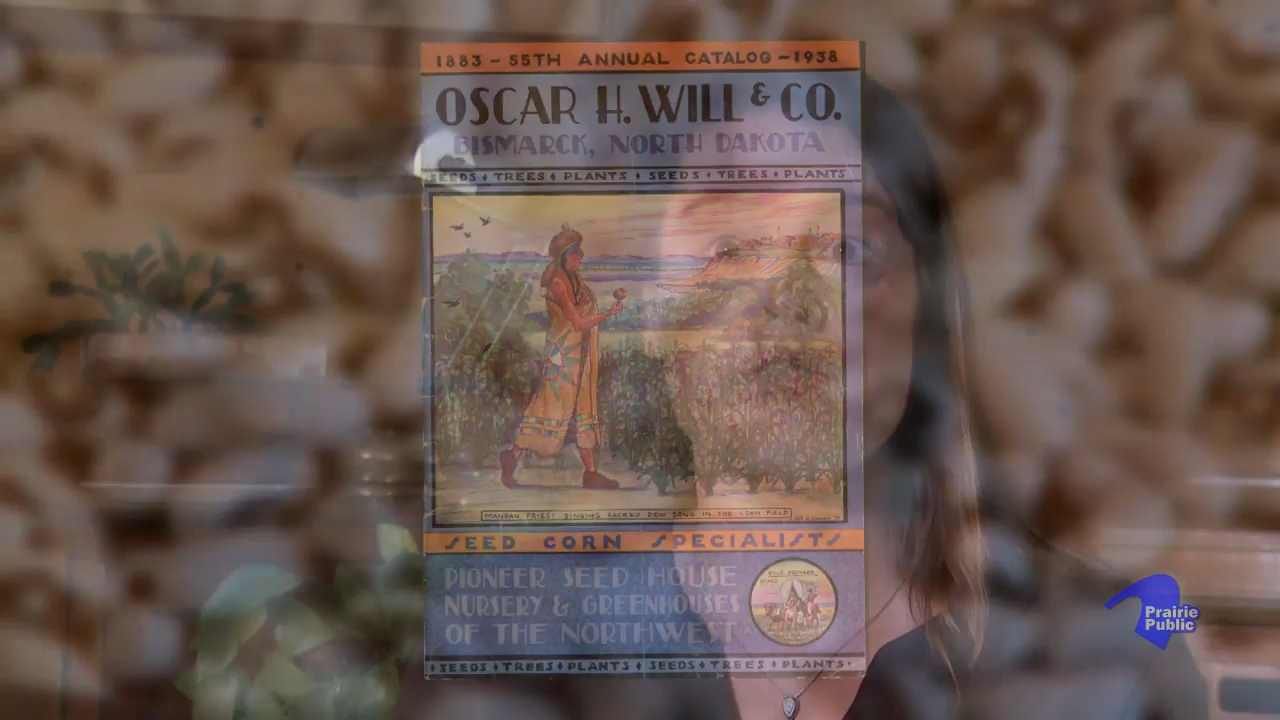 1883 - 55TH ANNUAL CATALOG - 1938
OSCAR H. WILL & CO.
BISMARCK, NORTH DAKOTA
SEEDS • TREES • PLANTS • SEEDS • TREES • PLANTS
MANDAN PRIEST SINGING SACRED DEW SONG IN THE CORN FIELD
SEED CORN SPECIALISTS
PIONEER SEED HOUSE
NURSERY & GREENHOUSES
OF THE NORTHWEST
• SEEDS • TREES • PLANTS • SEEDS • TREES • PLANTS •
Prairie
Public